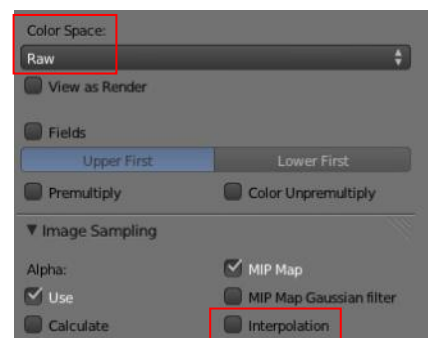 Color Space:
Raw
View as Render
Fields
Upper First Lower First
Premultiply Color Unpremultiply
Image Sampling
Alpha: MIP Map
Use MIP Map Gaussian filter
Calculate Interpolation